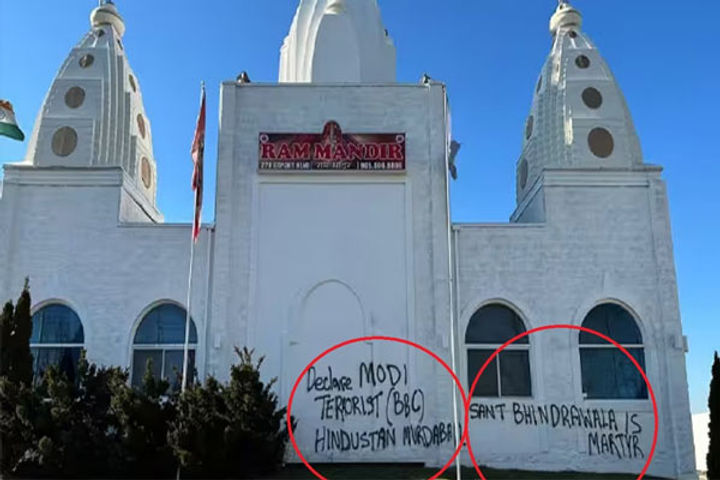 RAM MANDIR
Declare MODI
TERRORIST (BBC)
HINDUSTAN MURDABAD
SANT BHINDRAWALA IS
MARTYR